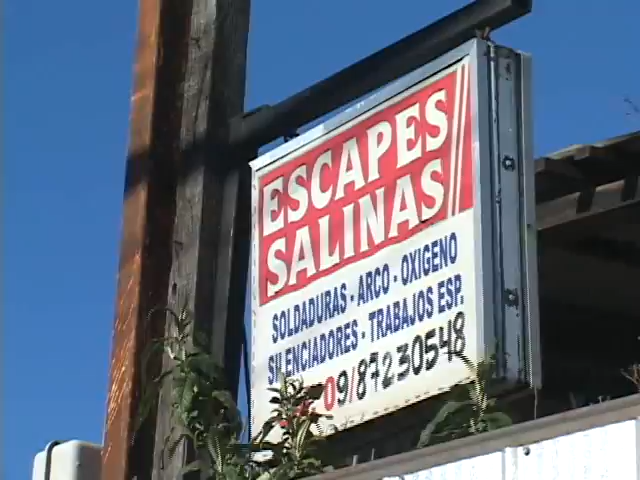 ESCAPES
SALINAS
SOLDADURAS - ARCO - OXIGENO
SILENCIADORES - TRABAJOS ESP.
09/87230548